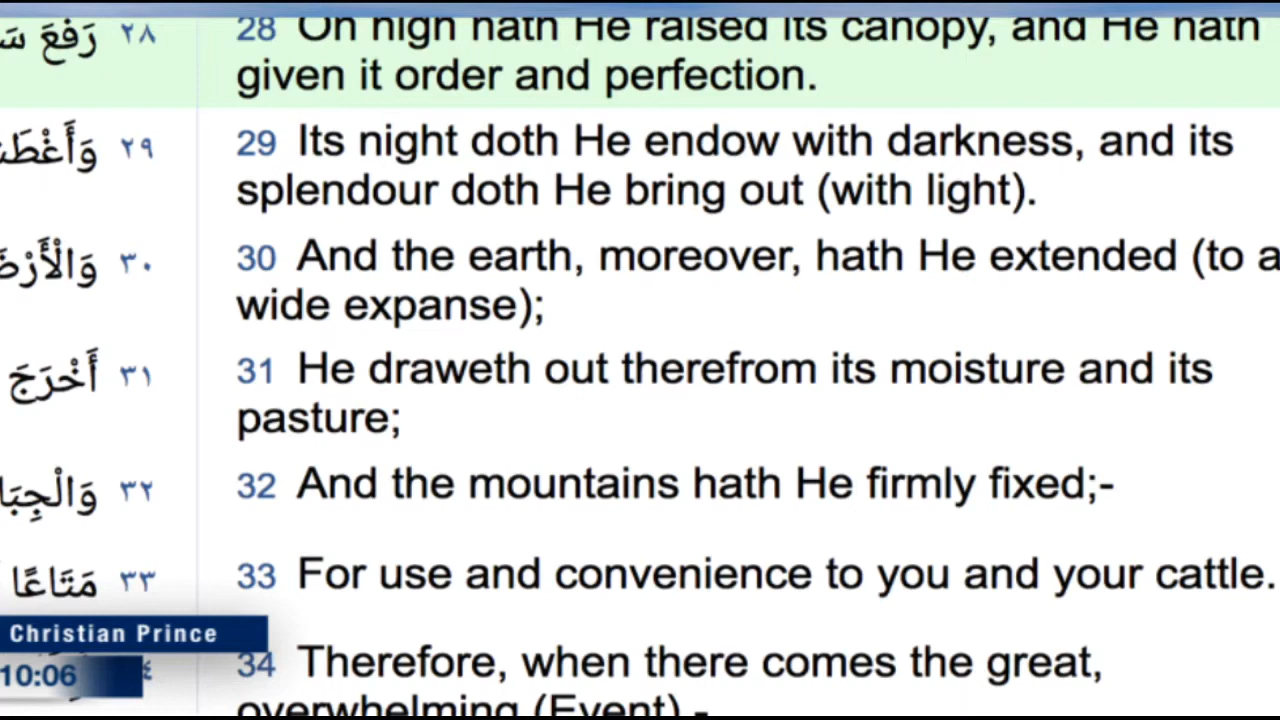 رَفَعَ ٢٨
28 On high hath He raised its canopy, and He hath
given it order and perfection.
٢٩
29 Its night doth He endow with darkness, and its
splendour doth He bring out (with light).
٣٠
30 And the earth, moreover, hath He extended (to a
wide expanse);
أَخْرَجَ ٣١
31 He draweth out therefrom its moisture and its
pasture;
٣٢
32 And the mountains hath He firmly fixed;-
مَتَاعًا ٣٣
33 For use and convenience to you and your cattle.
34 Therefore, when there comes the great,
overwhelming (Event),-
Christian Prince
10:06